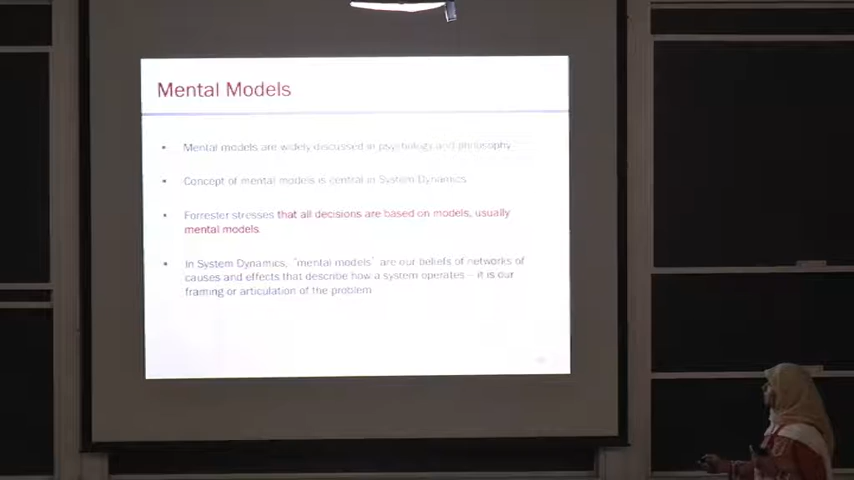 Mental Models
• Mental models are widely discussed in psychology and philosophy
• Concept of mental models is central in System Dynamics
• Forrester stresses that all decisions are based on models, usually
mental models
• In System Dynamics, "mental models" are our beliefs of networks of
causes and effects that describe how a system operates – it is our
framing or articulation of the problem